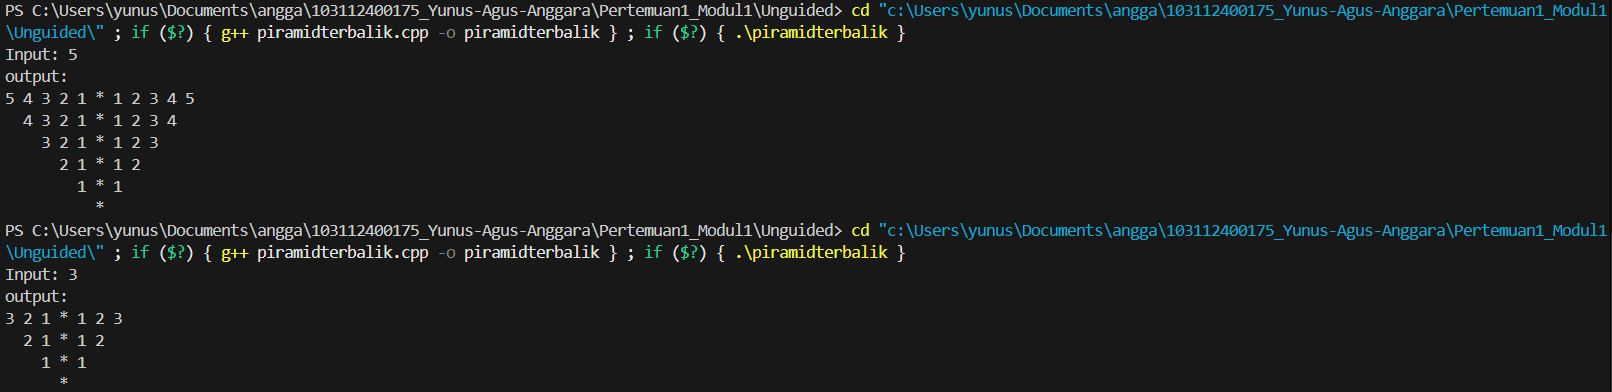 PS C:\Users\yunus\Documents\angga\103112400175_Yunus-Agus-Anggara\Pertemuan1_Modul1\Unguided> cd "c:\Users\yunus\Documents\angga\103112400175_Yunus-Agus-Anggara\Pertemuan1_Modul1
\Unguided\" ; if ($?) { g++ piramidterbalik.cpp -o piramidterbalik } ; if ($?) { .\piramidterbalik }
Input: 5
output:
5 4 3 2 1 * 1 2 3 4 5
  4 3 2 1 * 1 2 3 4
    3 2 1 * 1 2 3
      2 1 * 1 2
        1 * 1
          *
PS C:\Users\yunus\Documents\angga\103112400175_Yunus-Agus-Anggara\Pertemuan1_Modul1\Unguided> cd "c:\Users\yunus\Documents\angga\103112400175_Yunus-Agus-Anggara\Pertemuan1_Modul1
\Unguided\" ; if ($?) { g++ piramidterbalik.cpp -o piramidterbalik } ; if ($?) { .\piramidterbalik }
Input: 3
output:
3 2 1 * 1 2 3
  2 1 * 1 2
    1 * 1
      *